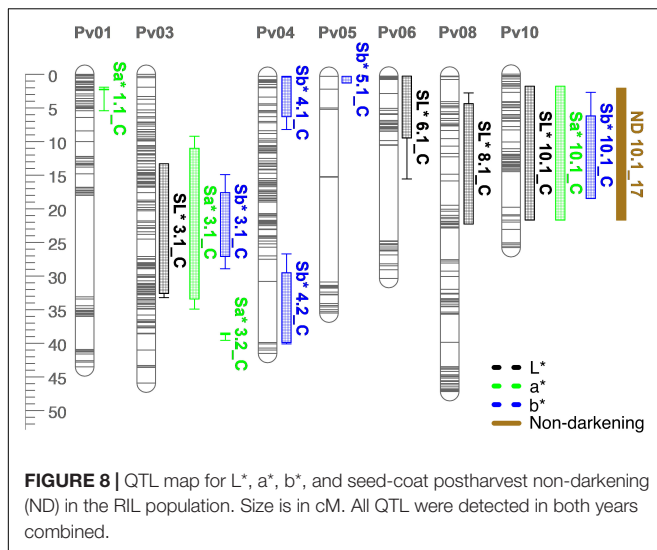 Pv01 Pv03 Pv04 Pv05 Pv06 Pv08 Pv10
0
5
10
15
20
25
30
35
40
45
50
Sa* 1.1_C
SL* 3.1_C
Sa* 3.1_C
Sb* 3.1_C
Sa* 3.2_C
Sb* 4.1_C
Sb* 4.2_C
Sb* 5.1_C
SL* 6.1_C
SL* 8.1_C
SL* 10.1_C
Sa* 10.1_C
Sb* 10.1_C
ND 10.1_17
L*
a*
b*
Non-darkening
FIGURE 8 | QTL map for L*, a*, b*, and seed-coat postharvest non-darkening
(ND) in the RIL population. Size is in cM. All QTL were detected in both years
combined.